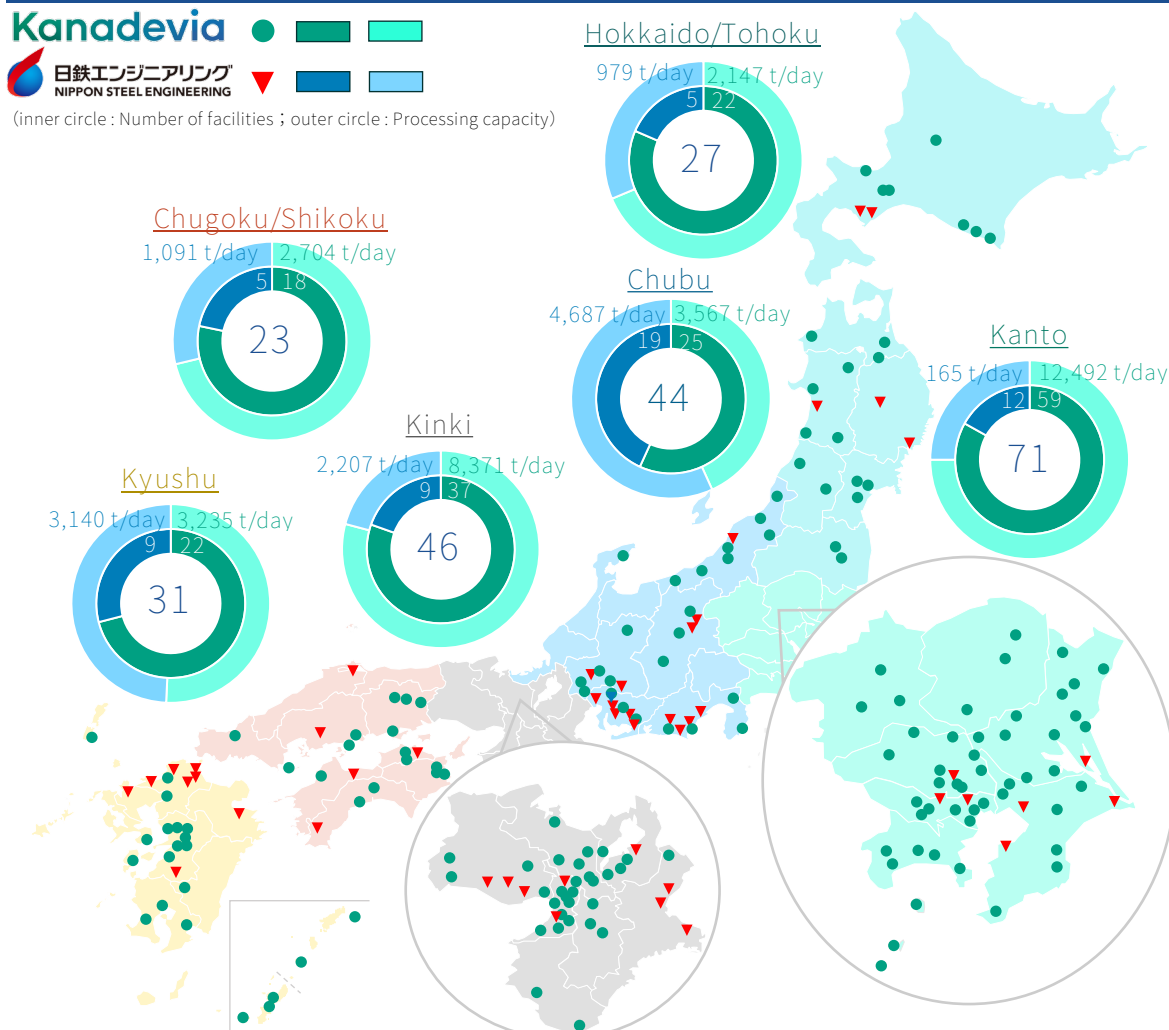 Kanadevia
日鉄エンジニアリング
NIPPON STEEL ENGINEERING
（inner circle : Number of facilities ; outer circle : Processing capacity）
Hokkaido/Tohoku
979 t/day 2,147 t/day
5 22
27
Chugoku/Shikoku
1,091 t/day 2,704 t/day
5 18
23
Chubu
4,687 t/day 3,567 t/day
19 25
44
Kanto
165 t/day 12,492 t/day
12 59
71
Kinki
2,207 t/day 8,371 t/day
9 37
46
Kyushu
3,140 t/day 3,235 t/day
9 22
31